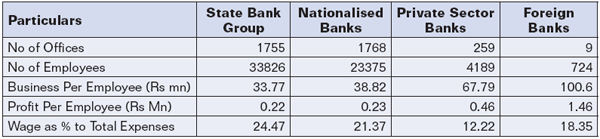 Particulars State Bank Group Nationalised Banks Private Sector Banks Foreign Banks
No of Offices 1755 1768 259 9
No of Employees 33826 23375 4189 724
Business Per Employee (Rs mn) 33.77 38.82 67.79 100.6
Profit Per Employee (Rs Mn) 0.22 0.23 0.46 1.46
Wage as % to Total Expenses 24.47 21.37 12.22 18.35